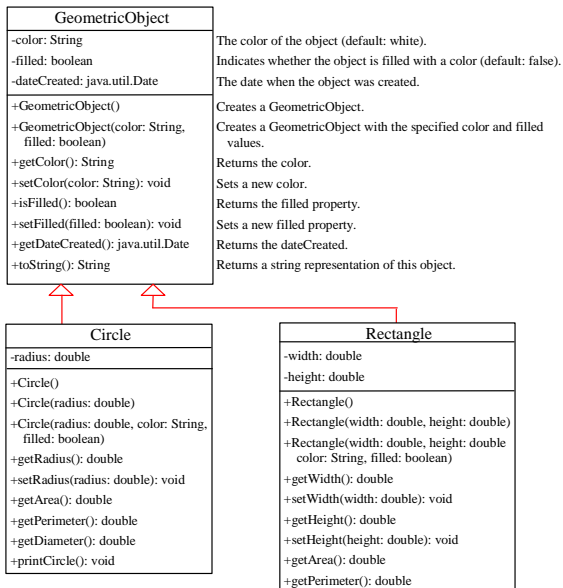 GeometricObject
-color: String The color of the object (default: white).
-filled: boolean Indicates whether the object is filled with a color (default: false).
-dateCreated: java.util.Date The date when the object was created.
+GeometricObject() Creates a GeometricObject.
+GeometricObject(color: String, Creates a GeometricObject with the specified color and filled
filled: boolean) values.
+getColor(): String Returns the color.
+setColor(color: String): void Sets a new color.
+isFilled(): boolean Returns the filled property.
+setFilled(filled: boolean): void Sets a new filled property.
+getDateCreated(): java.util.Date Returns the dateCreated.
+toString(): String Returns a string representation of this object.
Circle
-radius: double
+Circle()
+Circle(radius: double)
+Circle(radius: double, color: String,
filled: boolean)
+getRadius(): double
+setRadius(radius: double): void
+getArea(): double
+getPerimeter(): double
+getDiameter(): double
+printCircle(): void
Rectangle
-width: double
-height: double
+Rectangle()
+Rectangle(width: double, height: double)
+Rectangle(width: double, height: double
color: String, filled: boolean)
+getWidth(): double
+setWidth(width: double): void
+getHeight(): double
+setHeight(height: double): void
+getArea(): double
+getPerimeter(): double